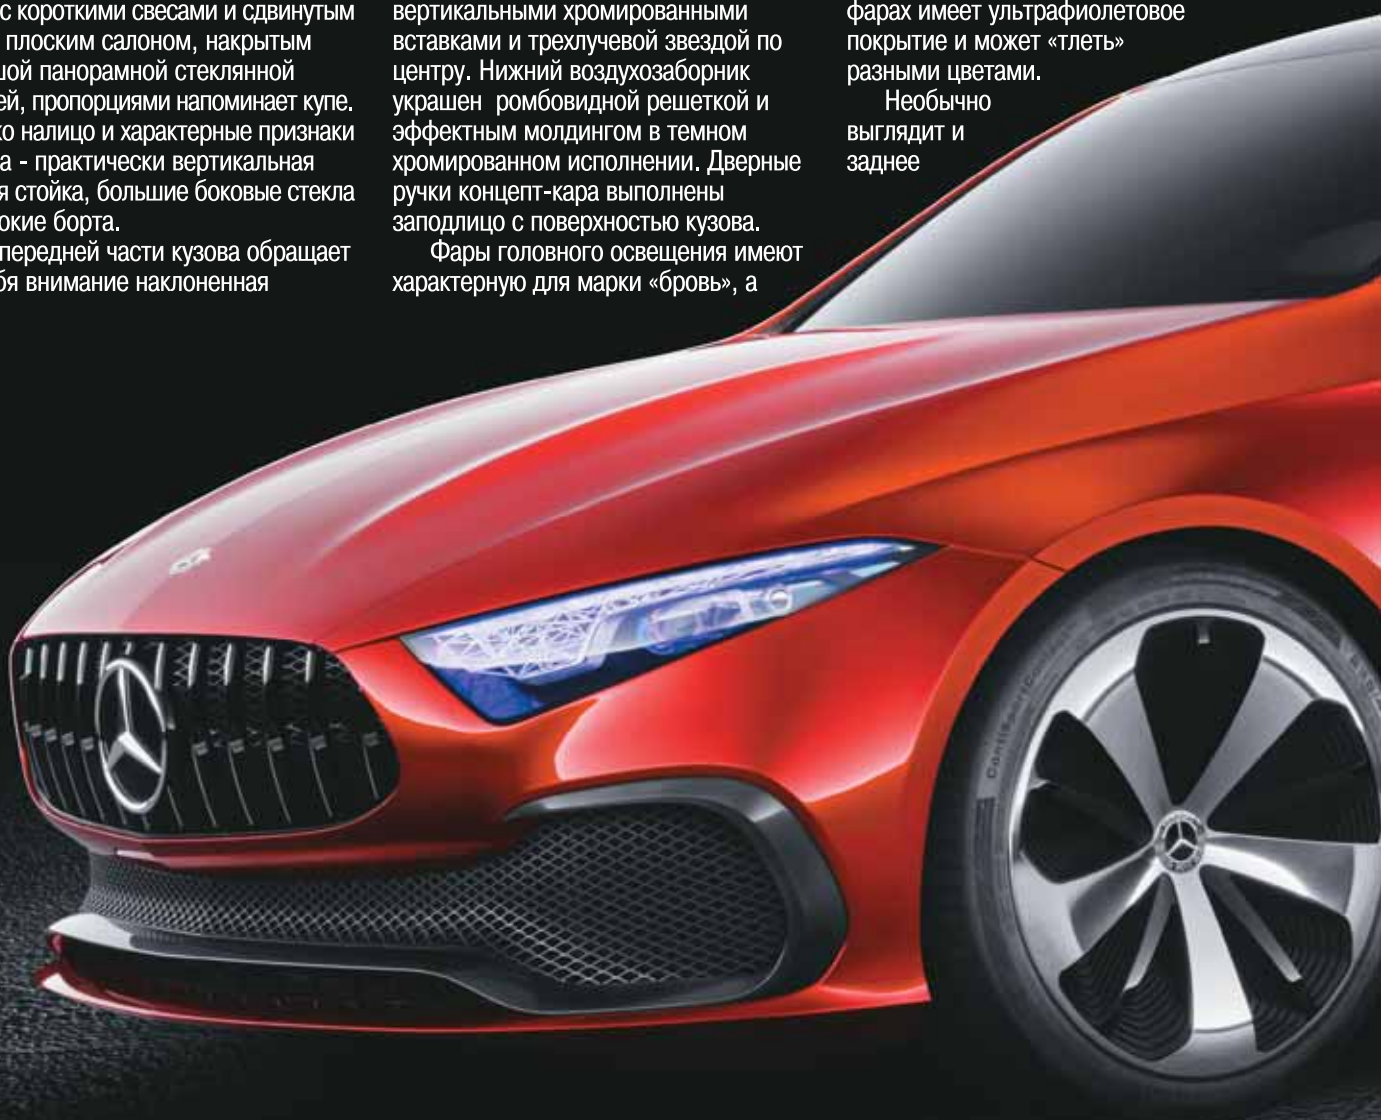 с короткими свесами и сдвинутым
плоским салоном, накрытым
шой панорамной стеклянной
ей, пропорциями напоминает купе.
ко налицо и характерные признаки
а - практически вертикальная
я стойка, большие боковые стекла
окие борта.
передней части кузова обращает
бя внимание наклоненная
вертикальными хромированными
вставками и трехлучевой звездой по
центру. Нижний воздухозаборник
украшен ромбовидной решеткой и
эффектным молдингом в темном
хромированном исполнении. Дверные
ручки концепт-кара выполнены
заподлицо с поверхностью кузова.
Фары головного освещения имеют
характерную для марки «бровь», а
фарах имеет ультрафиолетовое
покрытие и может «тлеть»
разными цветами.
Необычно
выглядит и
заднее
ContiSportContact